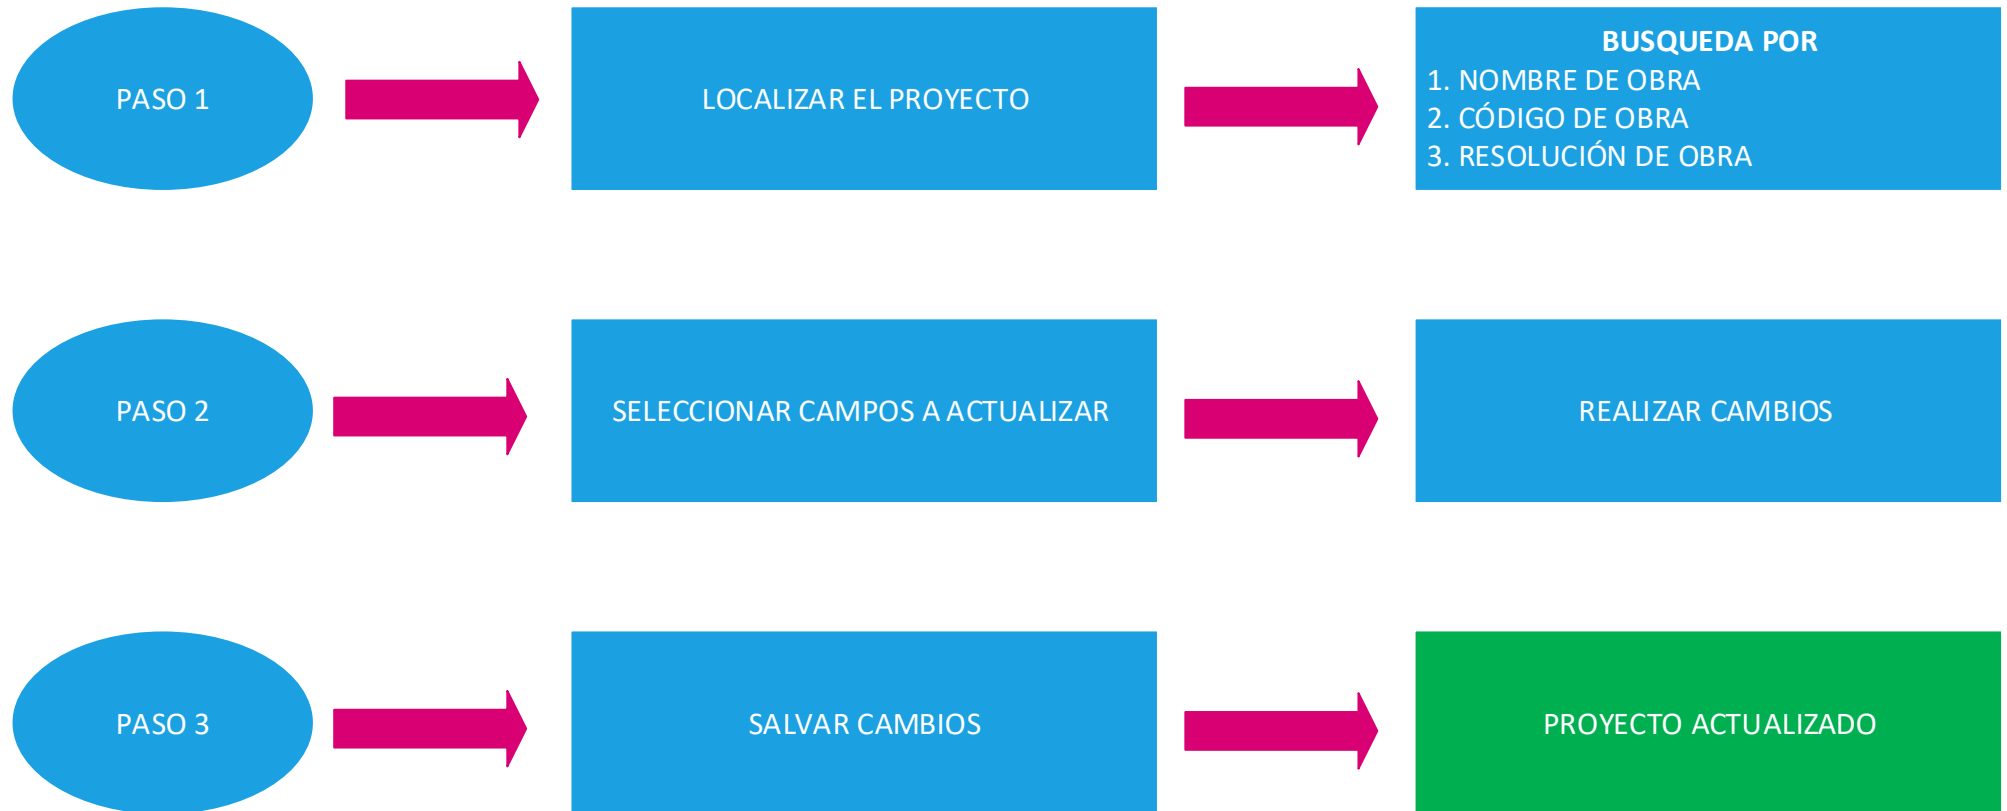 PASO 1
LOCALIZAR EL PROYECTO
BUSQUEDA POR
1. NOMBRE DE OBRA
2. CÓDIGO DE OBRA
3. RESOLUCIÓN DE OBRA
PASO 2
SELECCIONAR CAMPOS A ACTUALIZAR
REALIZAR CAMBIOS
PASO 3
SALVAR CAMBIOS
PROYECTO ACTUALIZADO